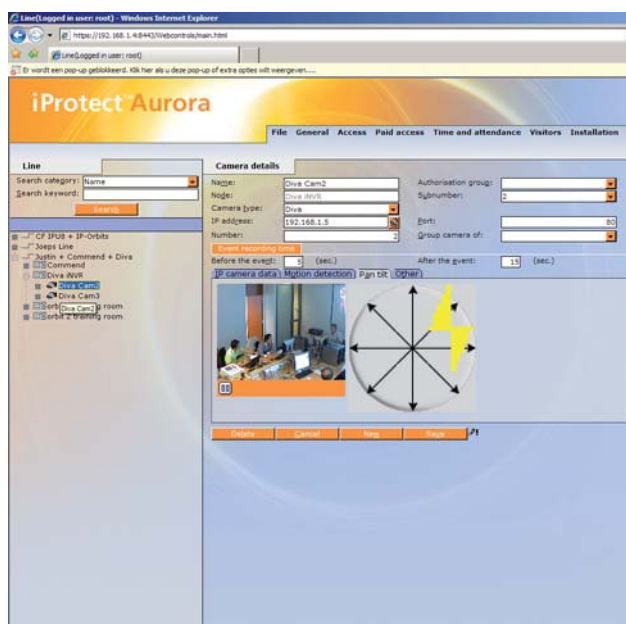 Line(Logged in user: root) - Windows Internet Explorer
https://192.168.1.4:8443/Webcontrols/main.html
Line(Logged in user: root)
Er wordt een pop-up geblokkeerd. Klik hier als u deze pop-up of extra opties wilt weergeven.....
iProtect Aurora
File General Access Paid access Time and attendance Visitors Installation
Line
Search category: Name
Search keyword:
Search
CF IPU8 + IP-Orbits
Joeps Line
Justin + Commend + Diva
Commend
Diva iNVR
Diva Cam2
Diva Cam3
Diva Cam2
room
orbit 2 training room
Camera details
Name: Diva Cam2 Authorisation group:
Node: Diva iNVR Subnumber: 2
Camera type: Diva
IP address: 192.168.1.5 Port: 80
Number: 2 Group camera of:
Event recording time
Before the event: 5 (sec.) After the event: 15 (sec.)
IP camera data Motion detection Pan tilt Other
Delete Cancel New Save